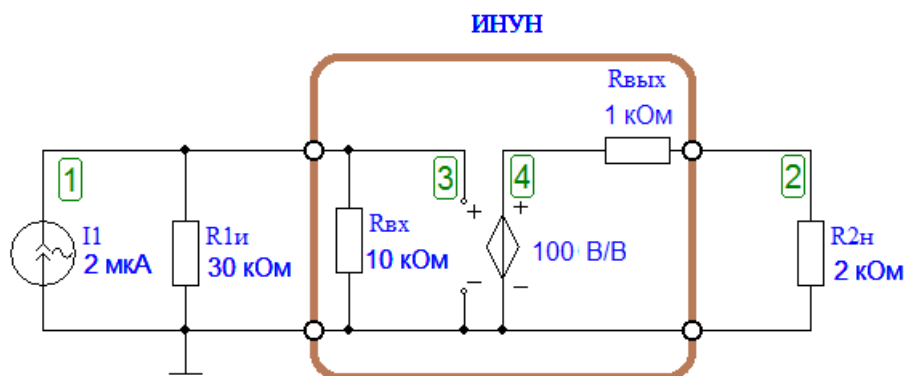 ИНУН
Rвых
1 кОм
1
3
4
2
+
+
I1
2 мкА
R1и
30 кОм
Rвх
10 кОм
100 В/В
R2н
2 кОм
−
−